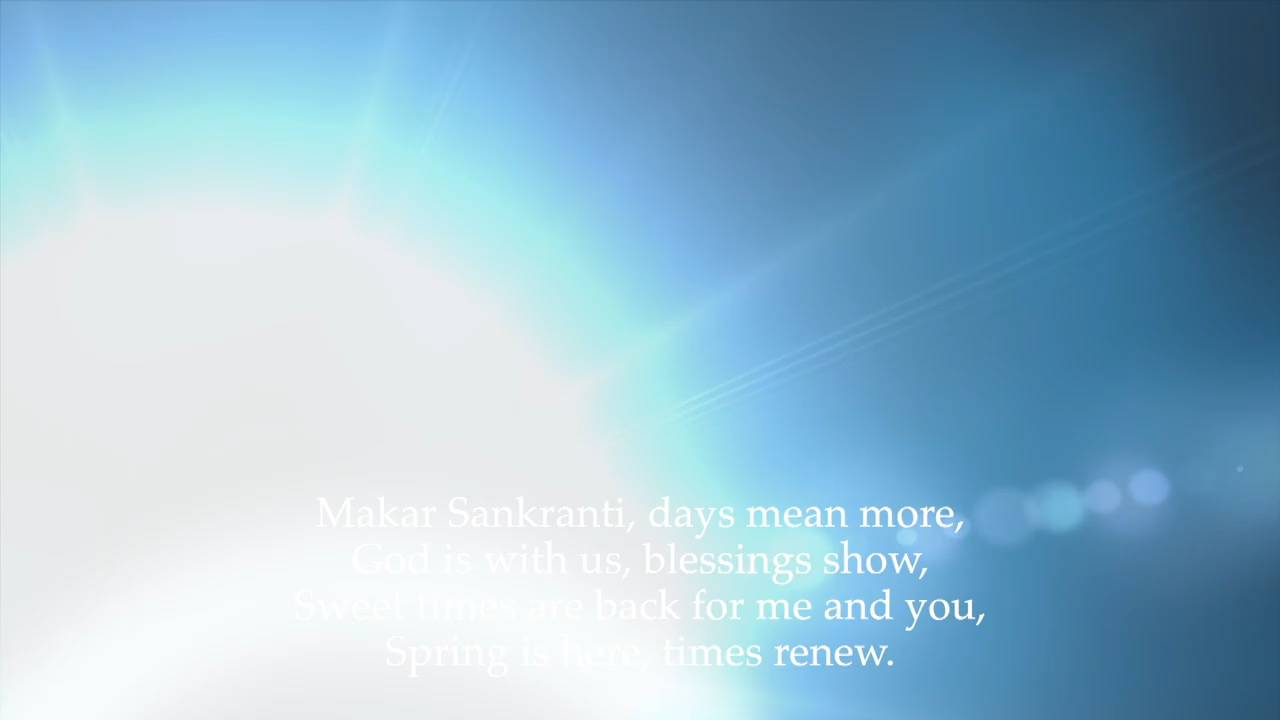 Makar Sankranti, days mean more,
God is with us, blessings show,
Sweet times are back for me and you,
Spring is here, times renew.